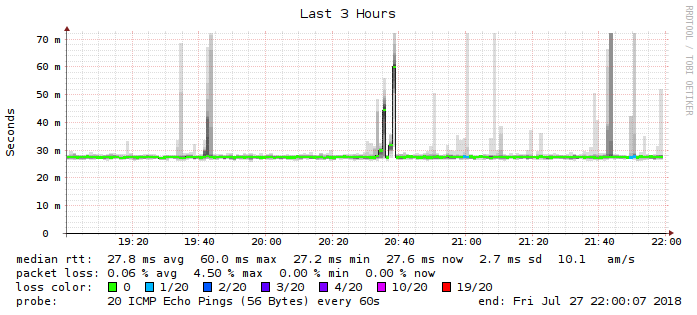 Last 3 Hours
RRDTOOL / TOBI OETIKER
Seconds
70 m
60 m
50 m
40 m
30 m
20 m
10 m
0
19:20 19:40 20:00 20:20 20:40 21:00 21:20 21:40 22:00
median rtt: 27.8 ms avg 60.0 ms max 27.2 ms min 27.6 ms now 2.7 ms sd 10.1 am/s
packet loss: 0.06 % avg 4.50 % max 0.00 % min 0.00 % now
loss color: 0 1/20 2/20 3/20 4/20 10/20 19/20
probe: 20 ICMP Echo Pings (56 Bytes) every 60s end: Fri Jul 27 22:00:07 2018